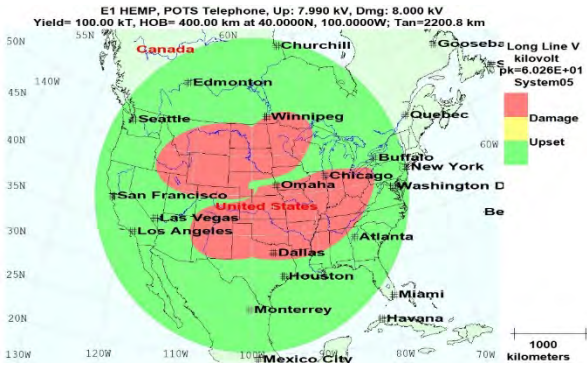 E1 HEMP, POTS Telephone, Up: 7.990 kV, Dmg: 8.000 kV
Yield= 100.00 kT, HOB= 400.00 km at 40.0000N, 100.0000W; Tan=2200.8 km
50N 55N 60N
Canada
Churchill
Gooseba
Long Line V
kilovolt
pk=6.026E+01
System05
140W
Edmonton
45N
Damage
Seattle
Winnipeg
Quebec
Upset
40N
60W
Buffalo
Chicago
New York
35N
Omaha
Washington D
San Francisco
United States
Be
Las Vegas
30N
Los Angeles
Atlanta
Dallas
25N
Houston
Miami
Monterrey
20N
Havana
1000
kilometers
130W 120W 110W 100W 90W 80W 70W
Mexico City